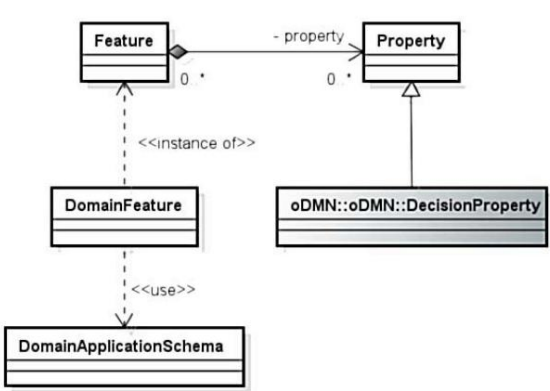 Feature
- property
Property
0..*
0..*
<<instance of>>
DomainFeature
oDMN::oDMN::DecisionProperty
<<use>>
DomainApplicationSchema